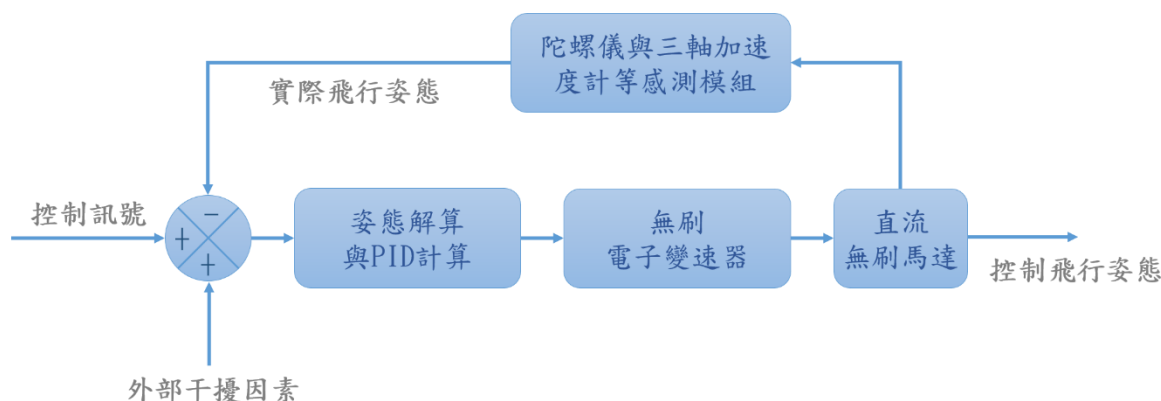 陀螺儀與三軸加速
度計等感測模組
實際飛行姿態
控制訊號
−
+
+
姿態解算
與PID計算
無刷
電子變速器
直流
無刷馬達
控制飛行姿態
外部干擾因素